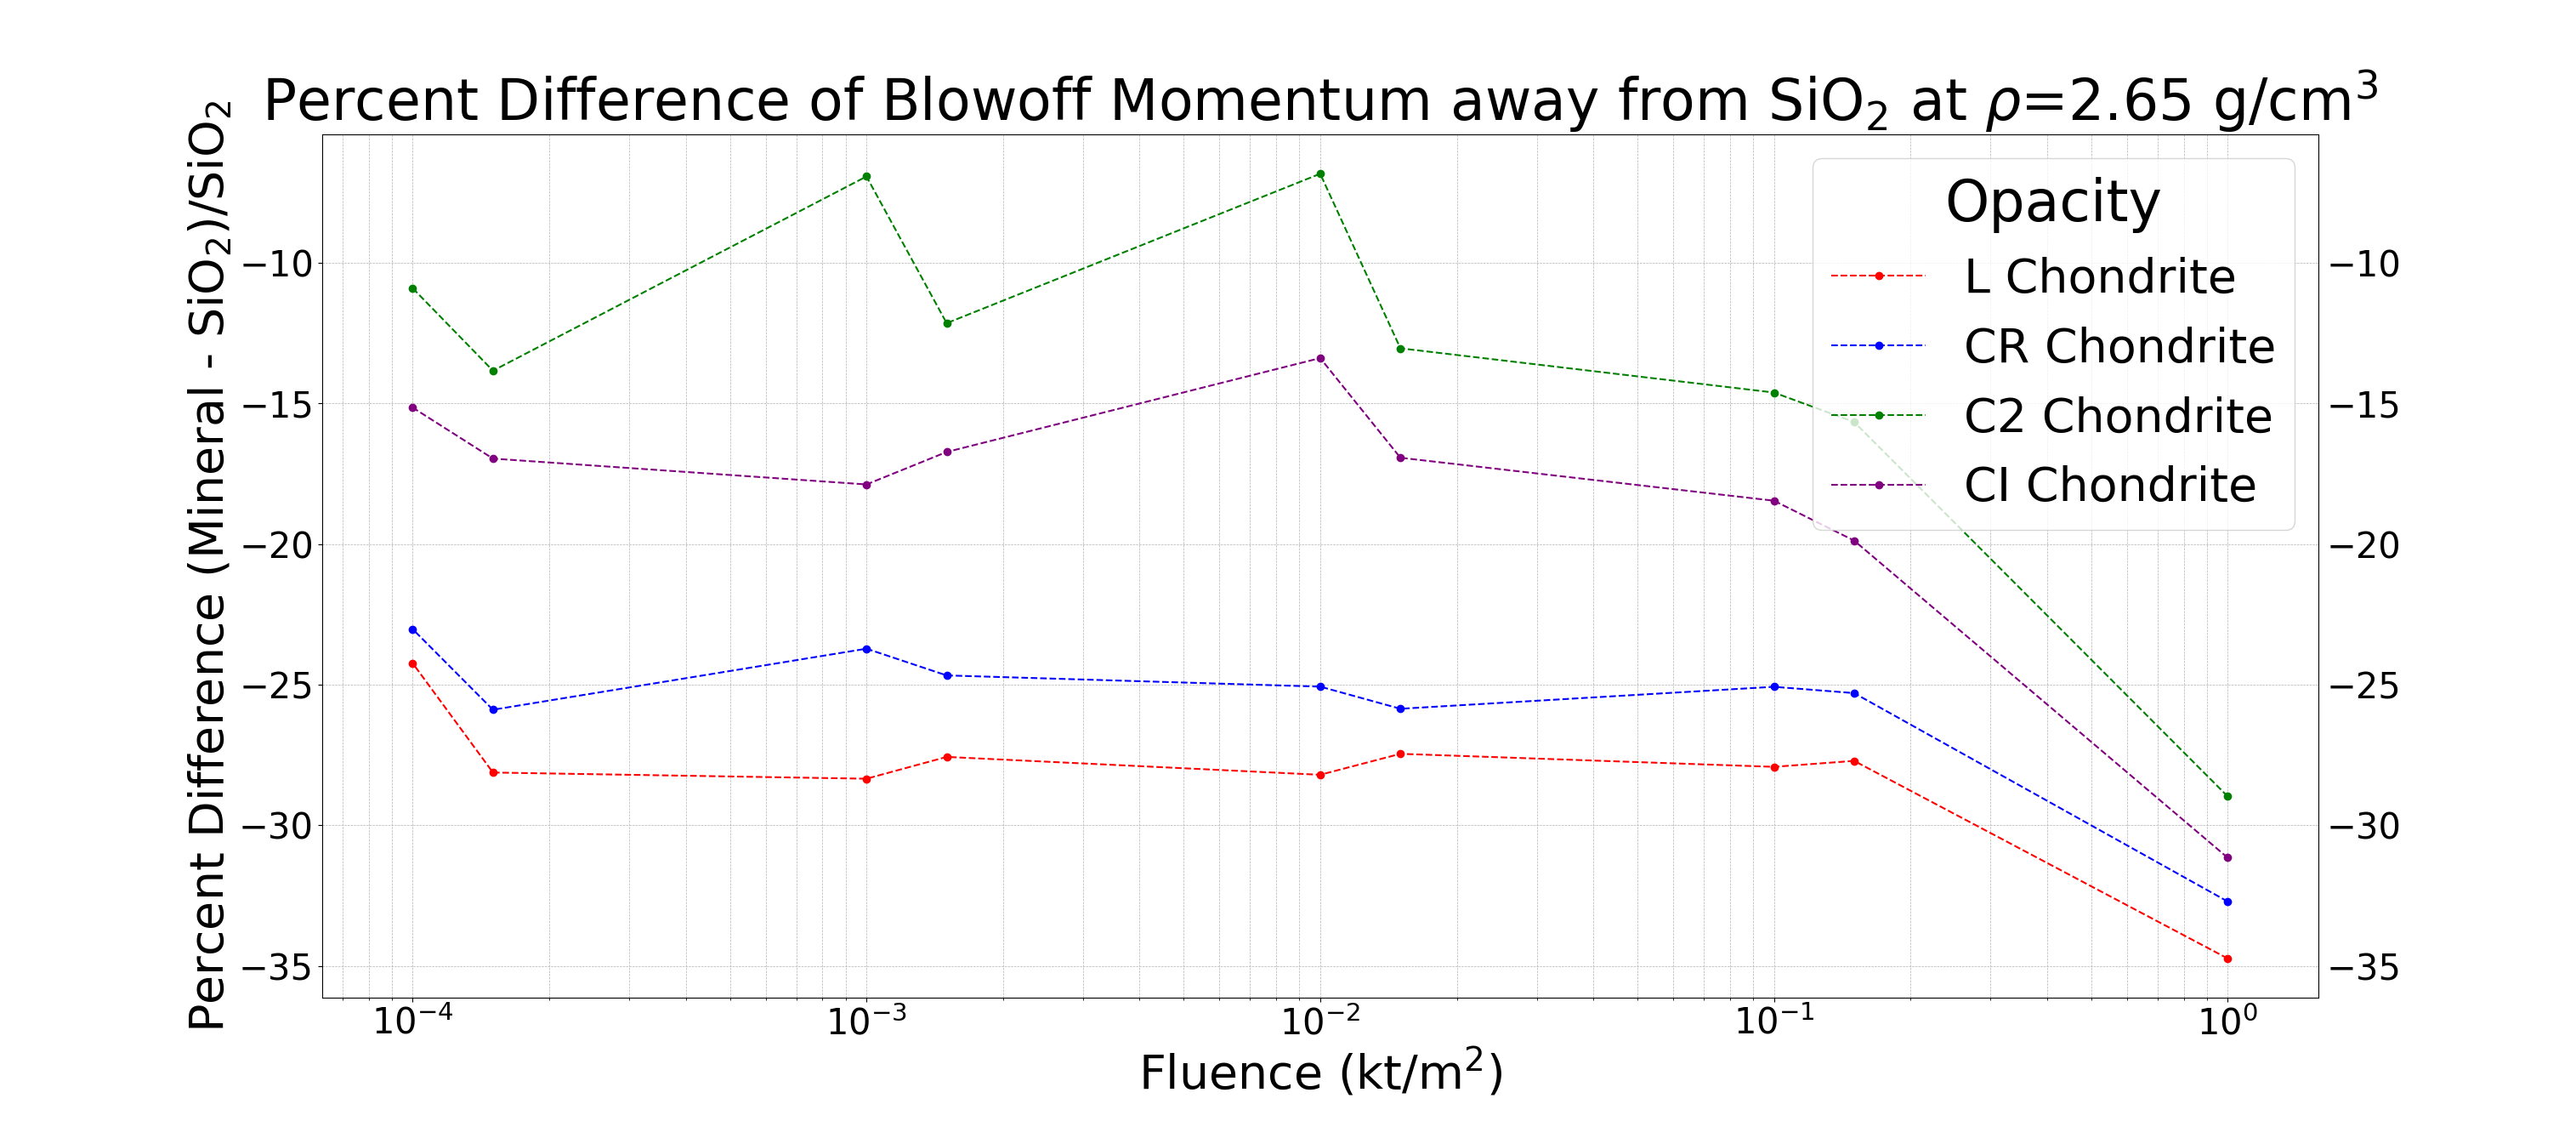 Percent Difference of Blowoff Momentum away from SiO₂ at ρ=2.65 g/cm³
Percent Difference (Mineral - SiO₂)/SiO₂
−10
−15
−20
−25
−30
−35
Opacity
L Chondrite
CR Chondrite
C2 Chondrite
CI Chondrite
−10
−15
−20
−25
−30
−35
10⁻⁴ 10⁻³ 10⁻² 10⁻¹ 10⁰
Fluence (kt/m²)